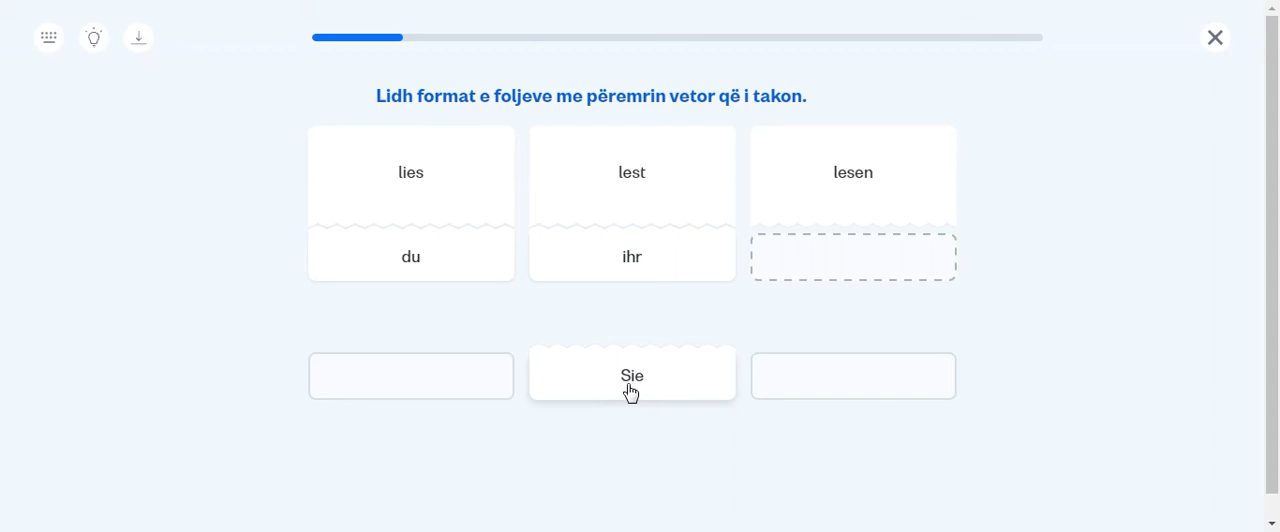 Lidh format e foljeve me përemrin vetor që i takon.
lies
lest
lesen
du
ihr
Sie